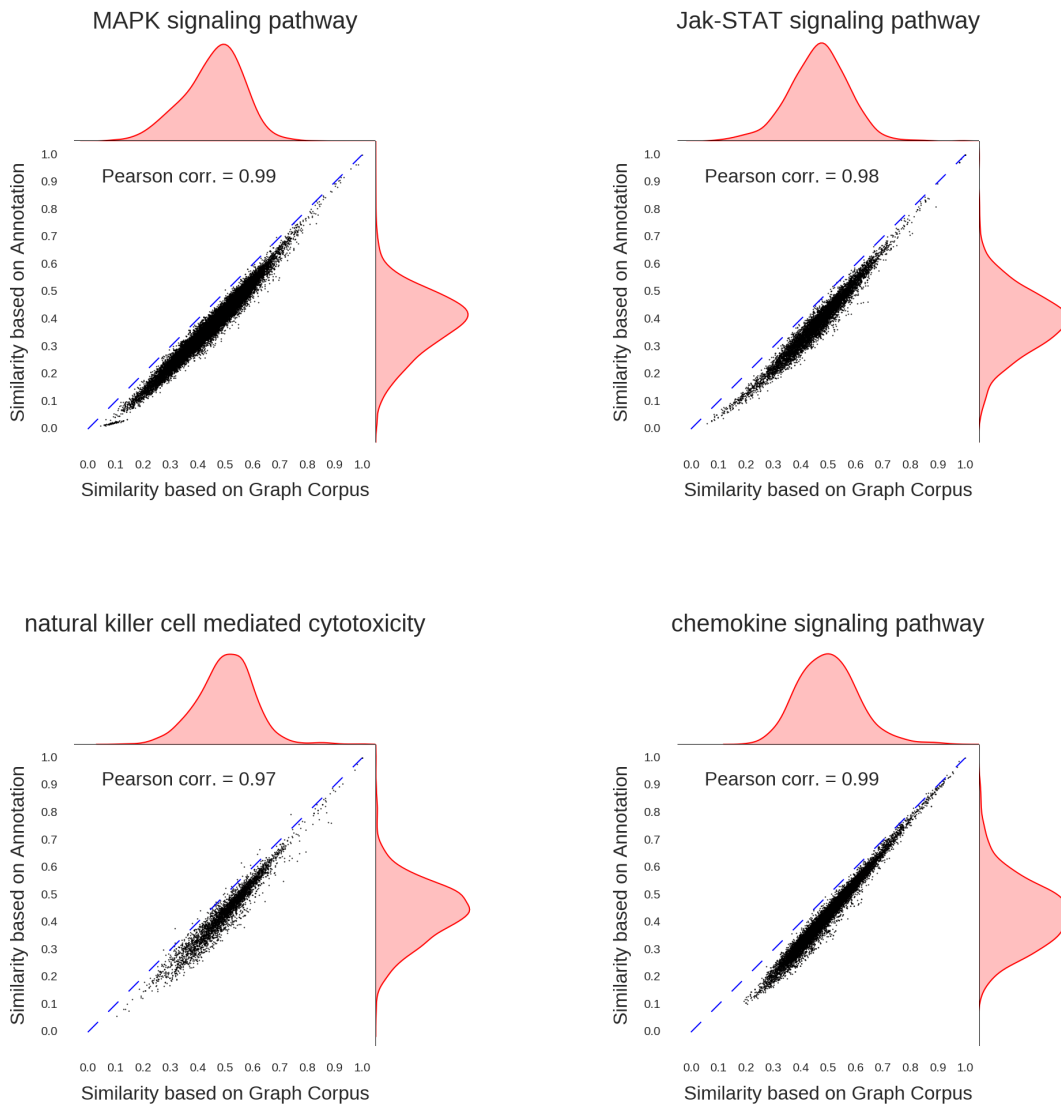 MAPK signaling pathway
Pearson corr. = 0.99
Similarity based on Annotation
1.0
0.9
0.8
0.7
0.6
0.5
0.4
0.3
0.2
0.1
0.0
0.0 0.1 0.2 0.3 0.4 0.5 0.6 0.7 0.8 0.9 1.0
Similarity based on Graph Corpus
Jak-STAT signaling pathway
Pearson corr. = 0.98
Similarity based on Annotation
1.0
0.9
0.8
0.7
0.6
0.5
0.4
0.3
0.2
0.1
0.0
0.0 0.1 0.2 0.3 0.4 0.5 0.6 0.7 0.8 0.9 1.0
Similarity based on Graph Corpus
natural killer cell mediated cytotoxicity
Pearson corr. = 0.97
Similarity based on Annotation
1.0
0.9
0.8
0.7
0.6
0.5
0.4
0.3
0.2
0.1
0.0
0.0 0.1 0.2 0.3 0.4 0.5 0.6 0.7 0.8 0.9 1.0
Similarity based on Graph Corpus
chemokine signaling pathway
Pearson corr. = 0.99
Similarity based on Annotation
1.0
0.9
0.8
0.7
0.6
0.5
0.4
0.3
0.2
0.1
0.0
0.0 0.1 0.2 0.3 0.4 0.5 0.6 0.7 0.8 0.9 1.0
Similarity based on Graph Corpus